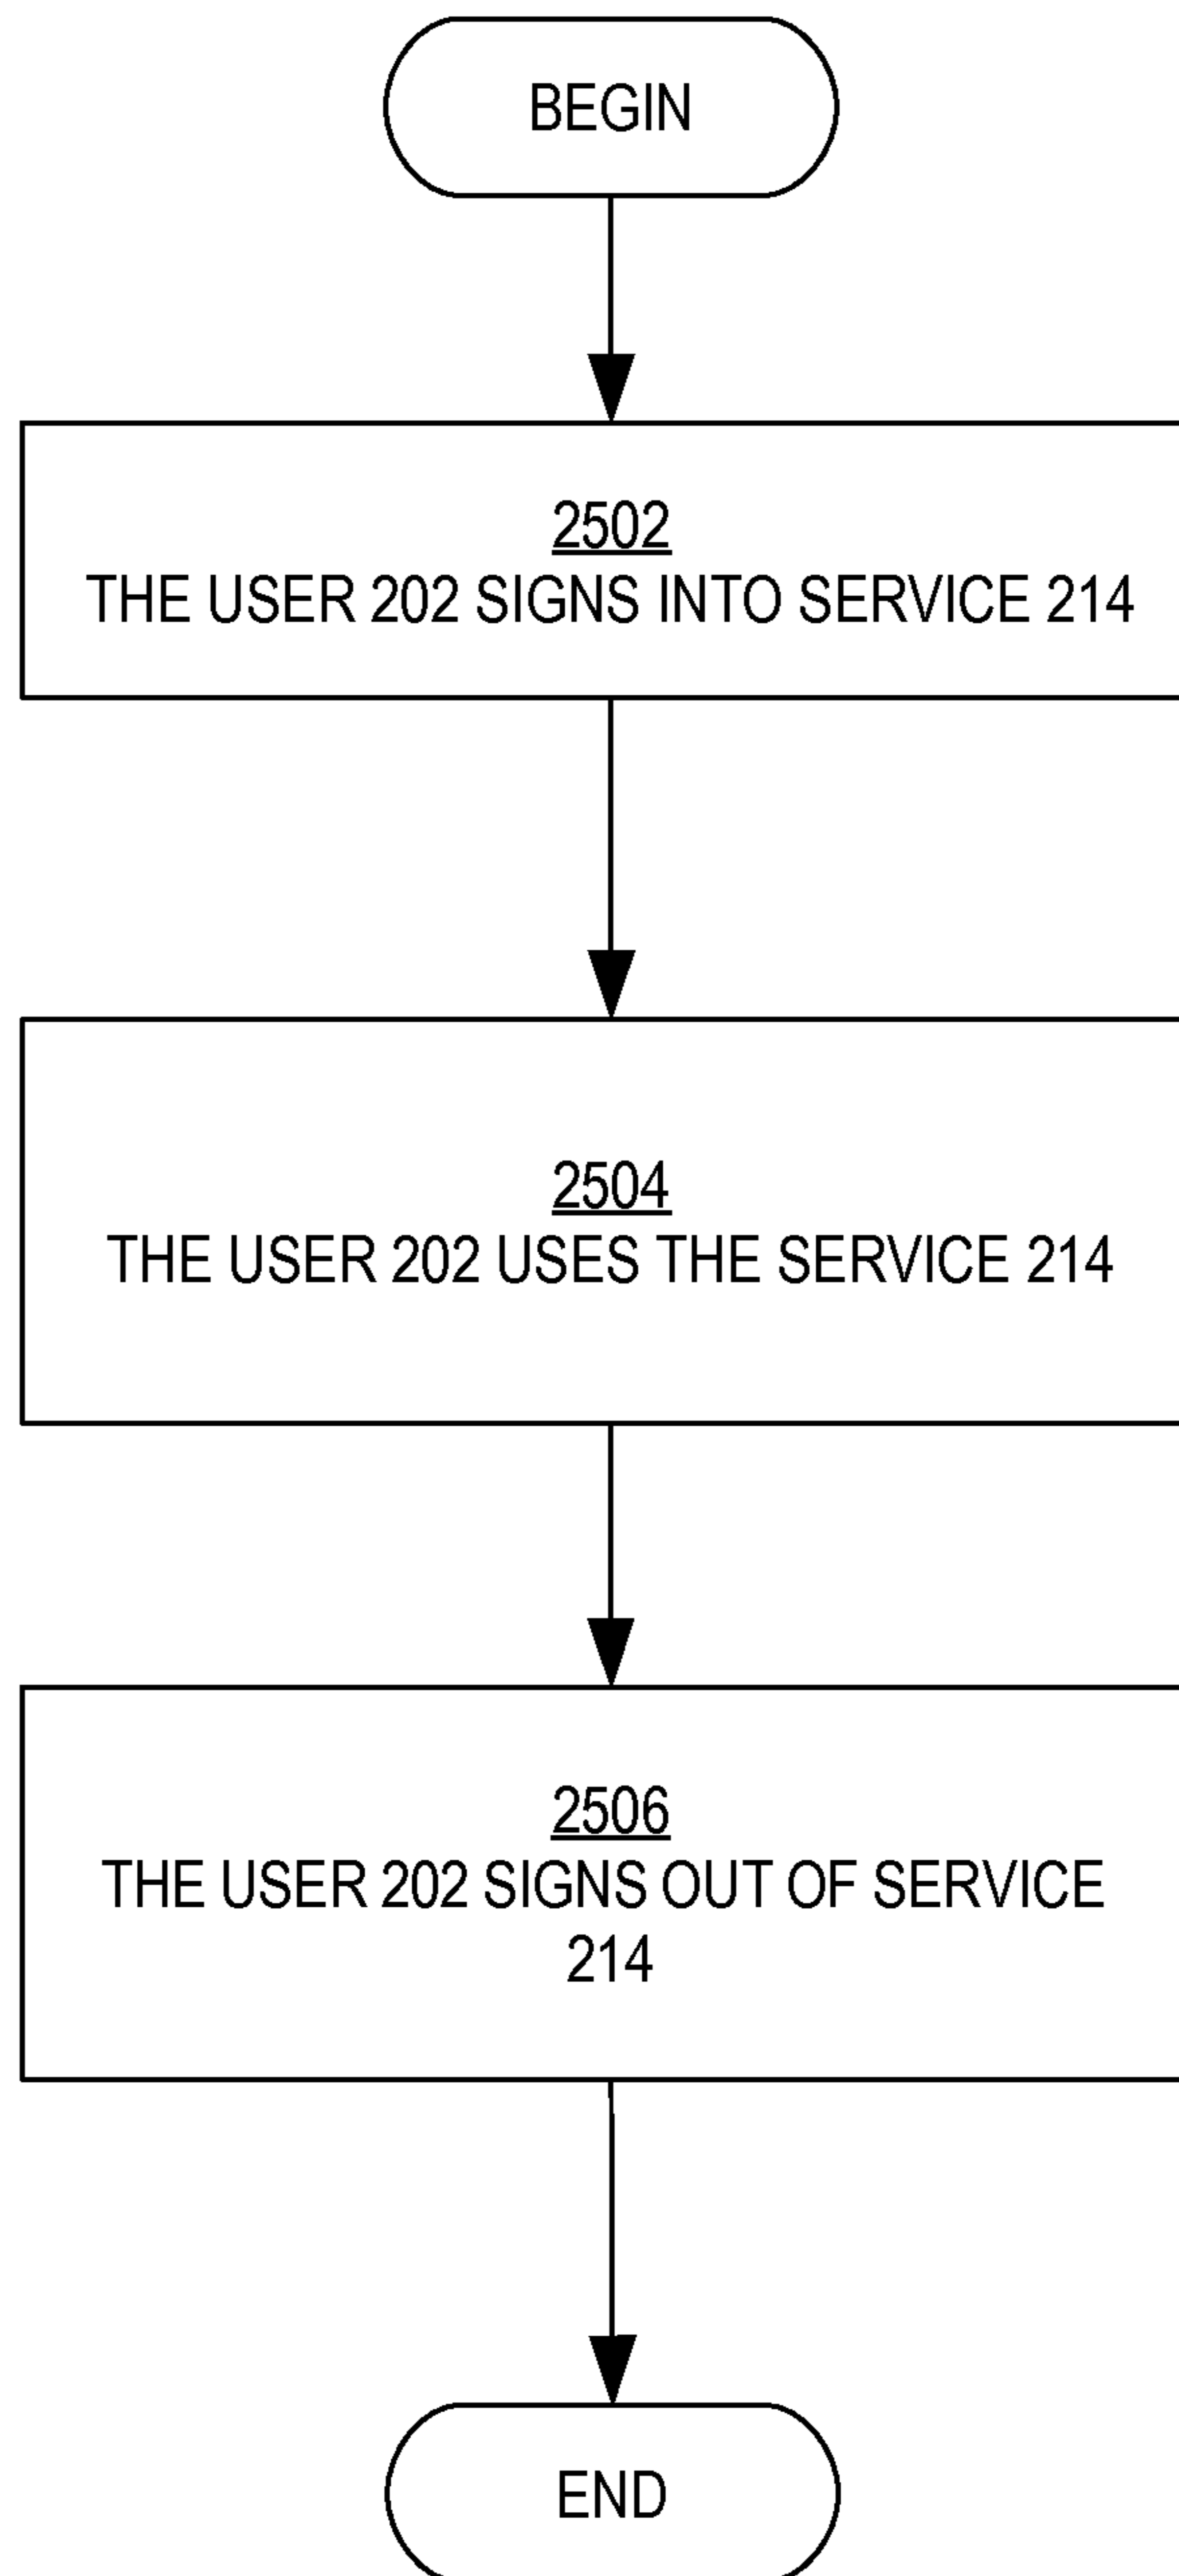 BEGIN
2502
THE USER 202 SIGNS INTO SERVICE 214
2504
THE USER 202 USES THE SERVICE 214
2506
THE USER 202 SIGNS OUT OF SERVICE
214
END